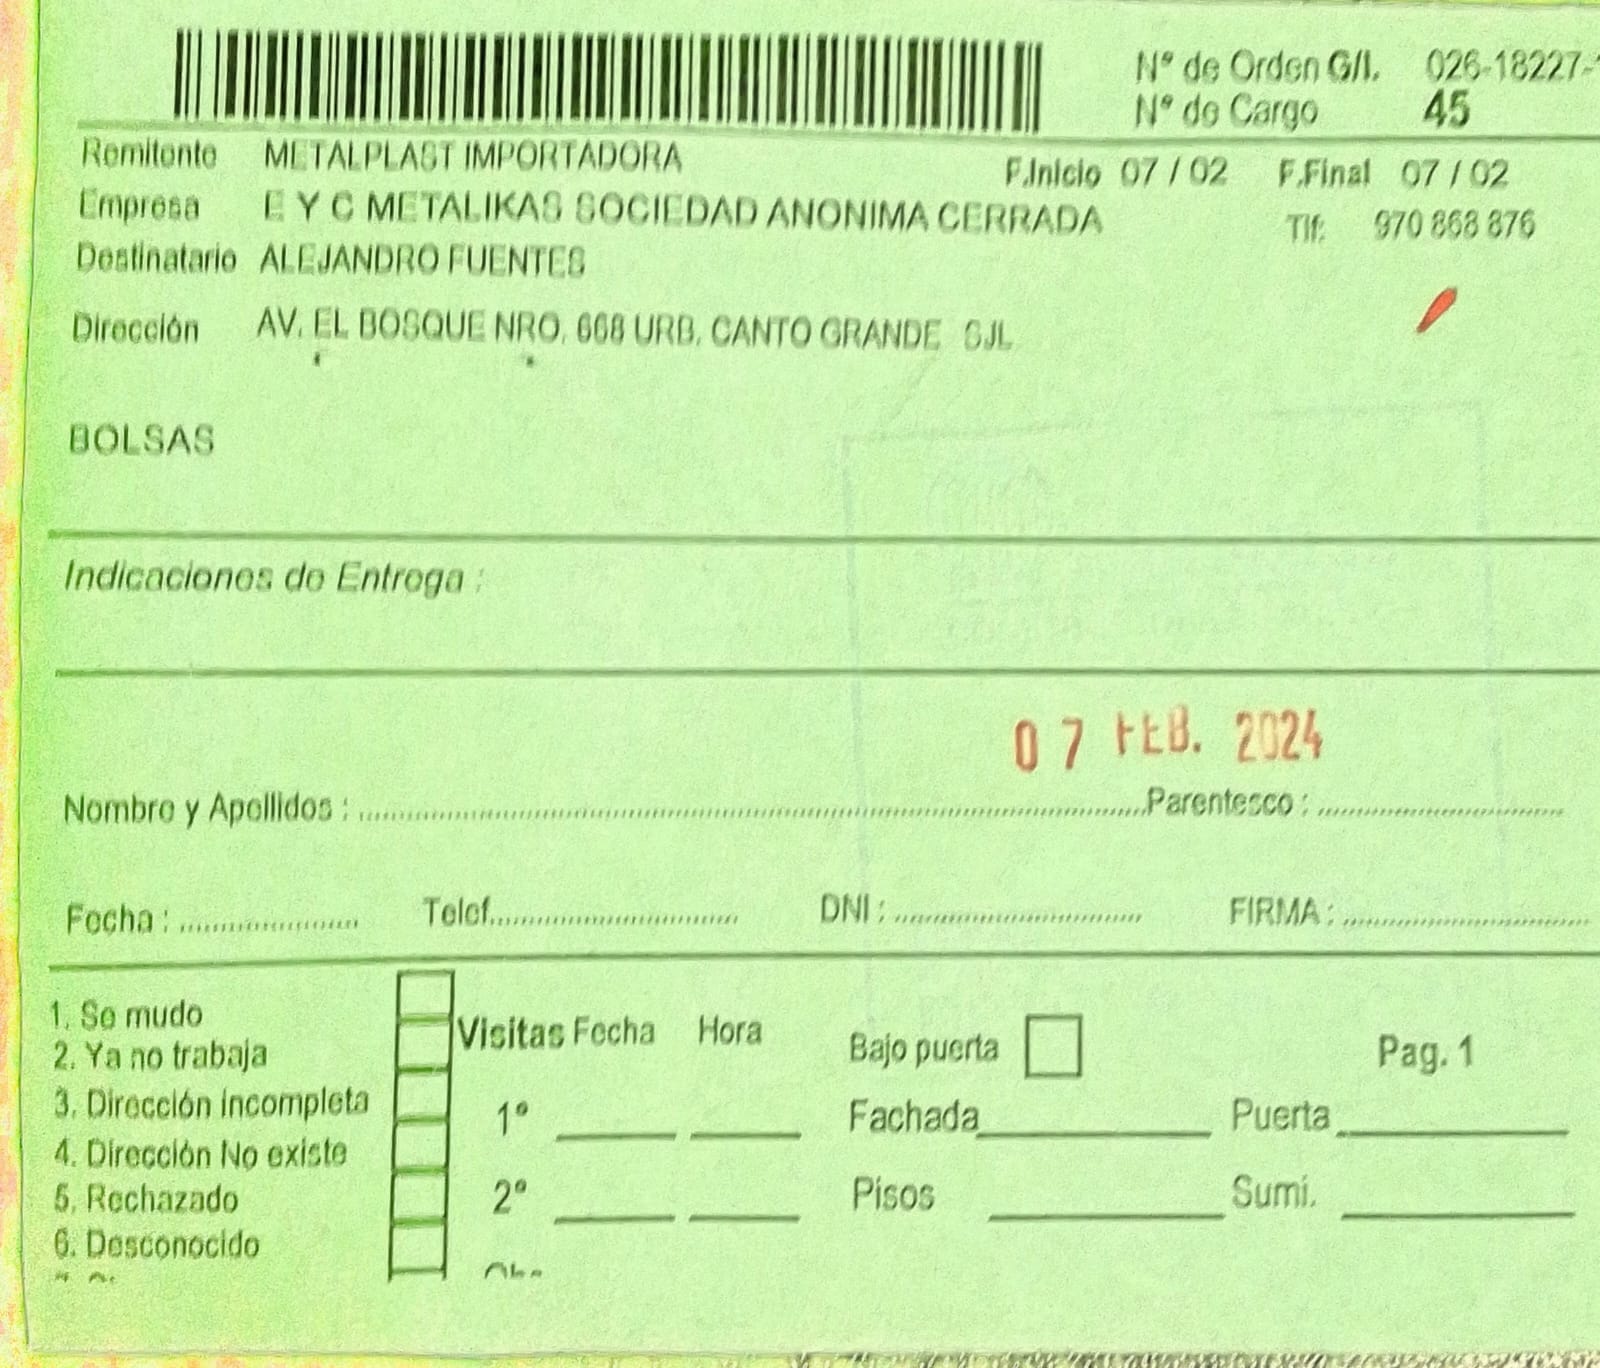 Nº de Orden G/I. 026-18227-
Nº de Cargo 45
Remitente METALPLAST IMPORTADORA F.Inicio 07 / 02 F.Final 07 / 02
Empresa E Y C METALIKAS SOCIEDAD ANONIMA CERRADA Tlf: 970 868 876
Destinatario ALEJANDRO FUENTES
Dirección AV. EL BOSQUE NRO. 668 URB. CANTO GRANDE SJL
BOLSAS
Indicaciones de Entrega :
07 FEB. 2024
Nombre y Apellidos : Parentesco :
Fecha : Telef. DNI : FIRMA :
1. Se mudo
2. Ya no trabaja
3. Dirección incompleta
4. Dirección No existe
5. Rechazado
6. Desconocido
Visitas Fecha Hora
1º
2º
Bajo puerta Pag. 1
Fachada Puerta
Pisos Sumi.